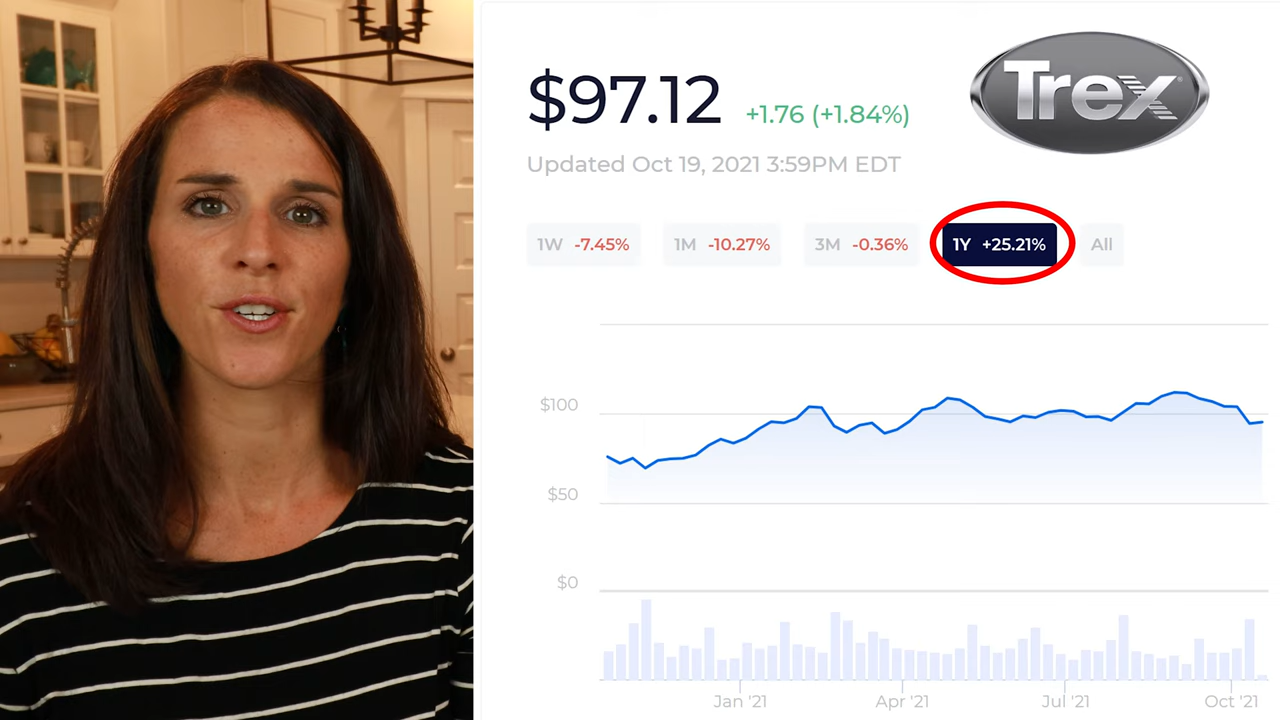 $97.12 +1.76 (+1.84%)
Trex®
Updated Oct 19, 2021 3:59PM EDT
1W -7.45% 1M -10.27% 3M -0.36% 1Y +25.21% All
$100
$50
$0
Jan '21 Apr '21 Jul '21 Oct '21